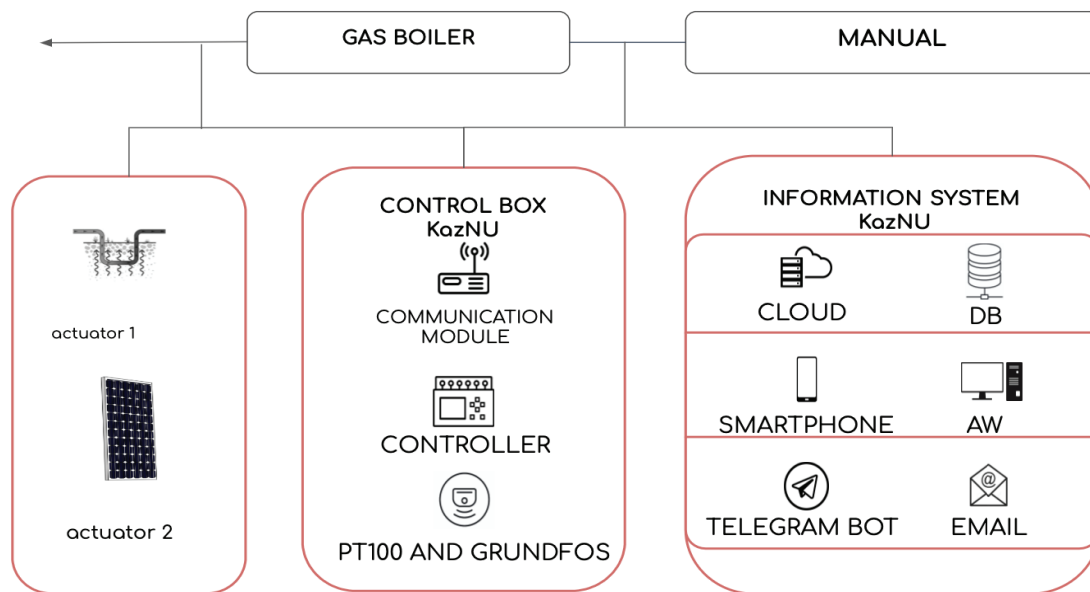 GAS BOILER
MANUAL
actuator 1
actuator 2
CONTROL BOX
KazNU
COMMUNICATION
MODULE
CONTROLLER
PT100 AND GRUNDFOS
INFORMATION SYSTEM
KazNU
CLOUD
DB
SMARTPHONE
AW
TELEGRAM BOT
EMAIL